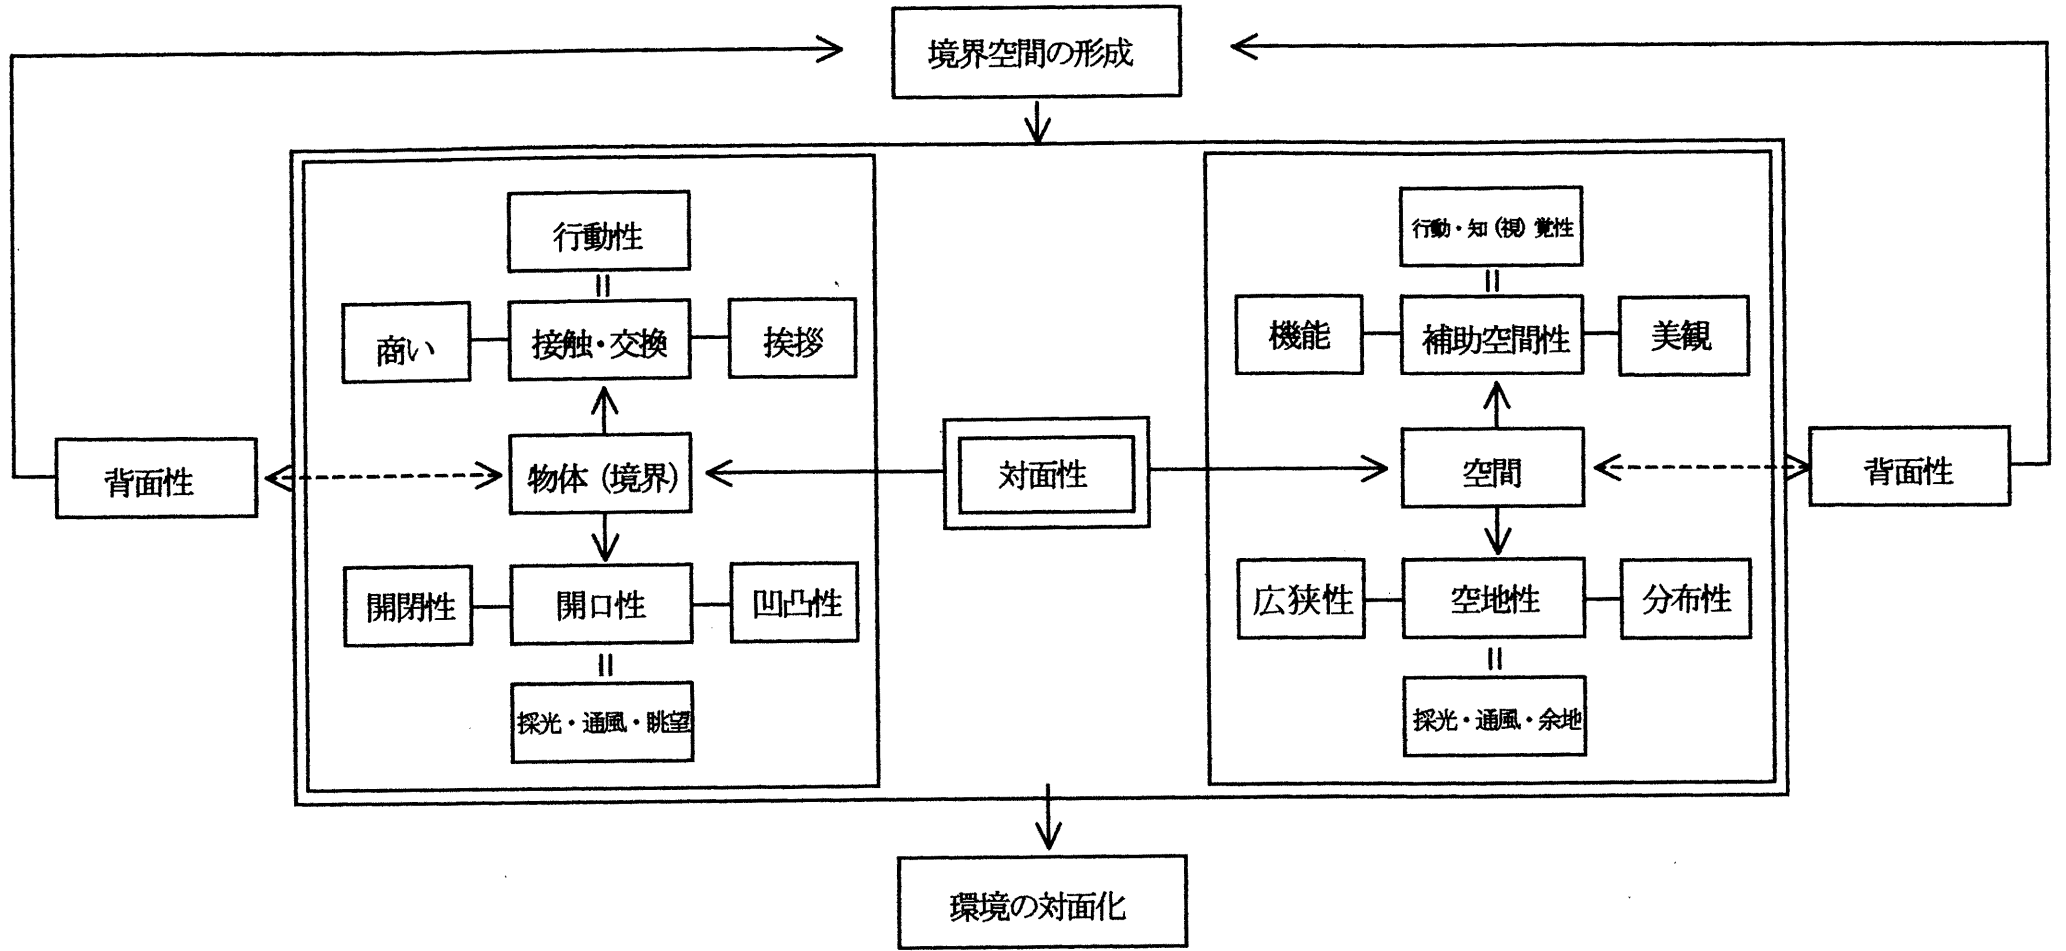 境界空間の形成
行動性
商い
接触・交換
挨拶
背面性
物体（境界）
開閉性
開口性
凹凸性
採光・通風・眺望
対面性
行動・知（視）覚性
機能
補助空間性
美観
空間
背面性
広狭性
空地性
分布性
採光・通風・余地
環境の対面化